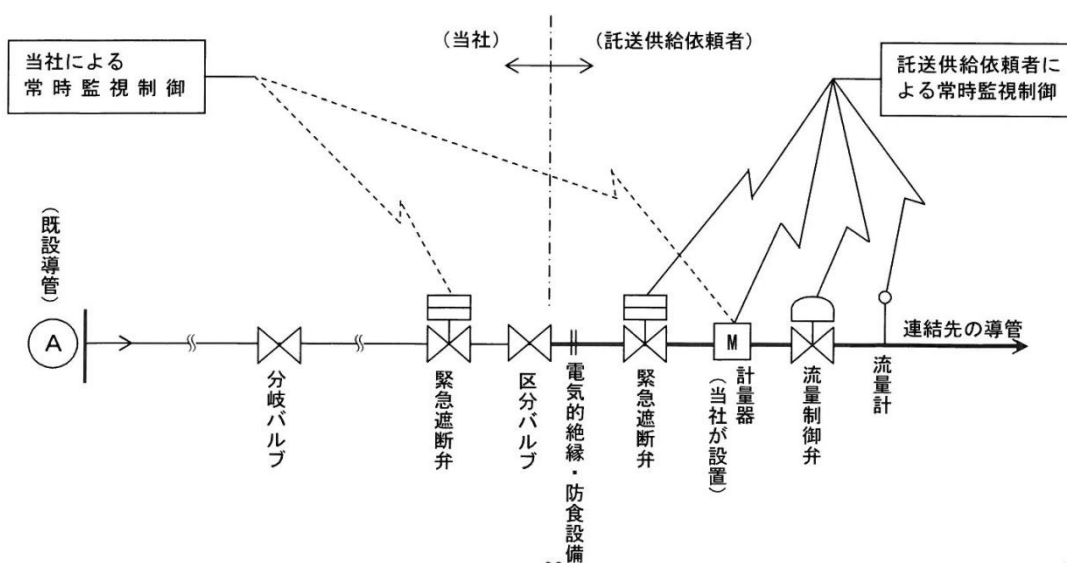 当社による
常時監視制御
(当社)
(託送供給依頼者)
託送供給依頼者に
よる常時監視制御
(既設導管)
A
分岐バルブ
緊急遮断弁
区分バルブ
電気的絶縁・防食設備
緊急遮断弁
M
計量器
(当社が設置)
流量制御弁
流量計
連結先の導管